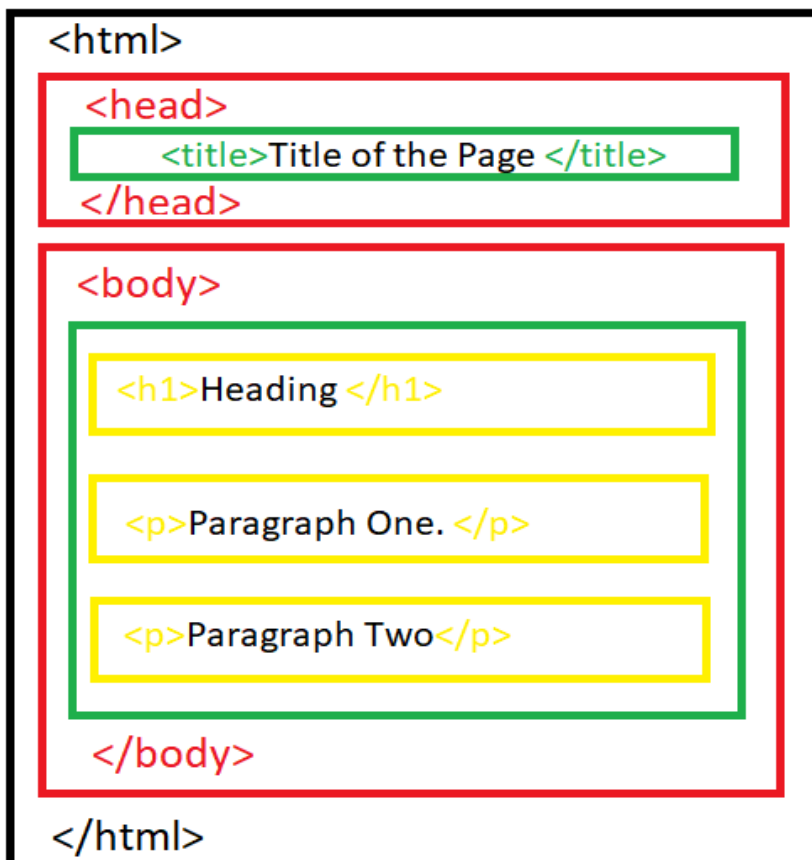 <html>
<head>
<title>Title of the Page </title>
</head>
<body>
<h1>Heading </h1>
<p>Paragraph One. </p>
<p>Paragraph Two</p>
</body>
</html>